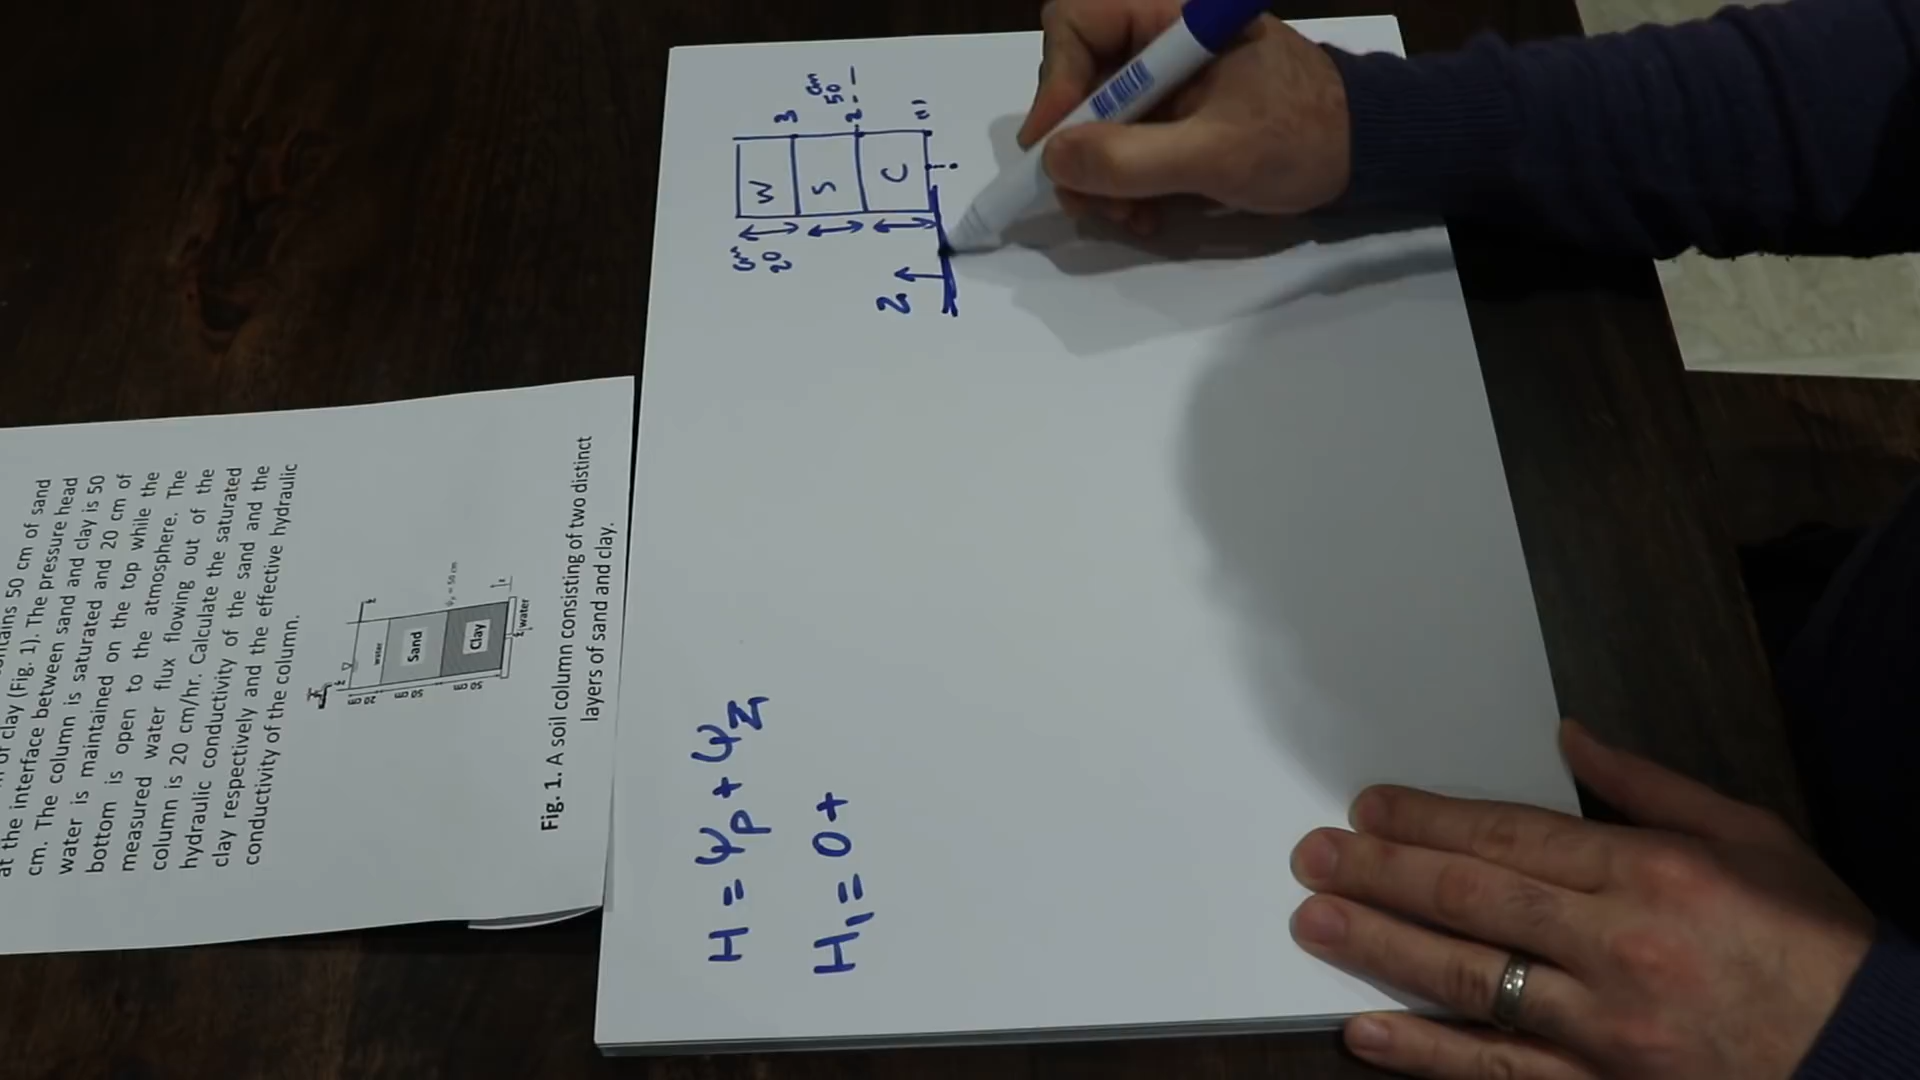 contains 50 cm of sand
of clay (Fig. 1). The pressure head
at the interface between sand and clay is 50
cm. The column is saturated and 20 cm of
water is maintained on the top while the
bottom is open to the atmosphere. The
measured water flux flowing out of the
column is 20 cm/hr. Calculate the saturated
hydraulic conductivity of the sand and the
clay respectively and the effective hydraulic
conductivity of the column.
20 cm
water
50 cm
Sand
= 50 cm
50 cm
Clay
water
Fig. 1. A soil column consisting of two distinct
layers of sand and clay.
20 cm
W
3
S
50 cm
2
C
1
Z
H = ψp + ψz
H1 = 0 +